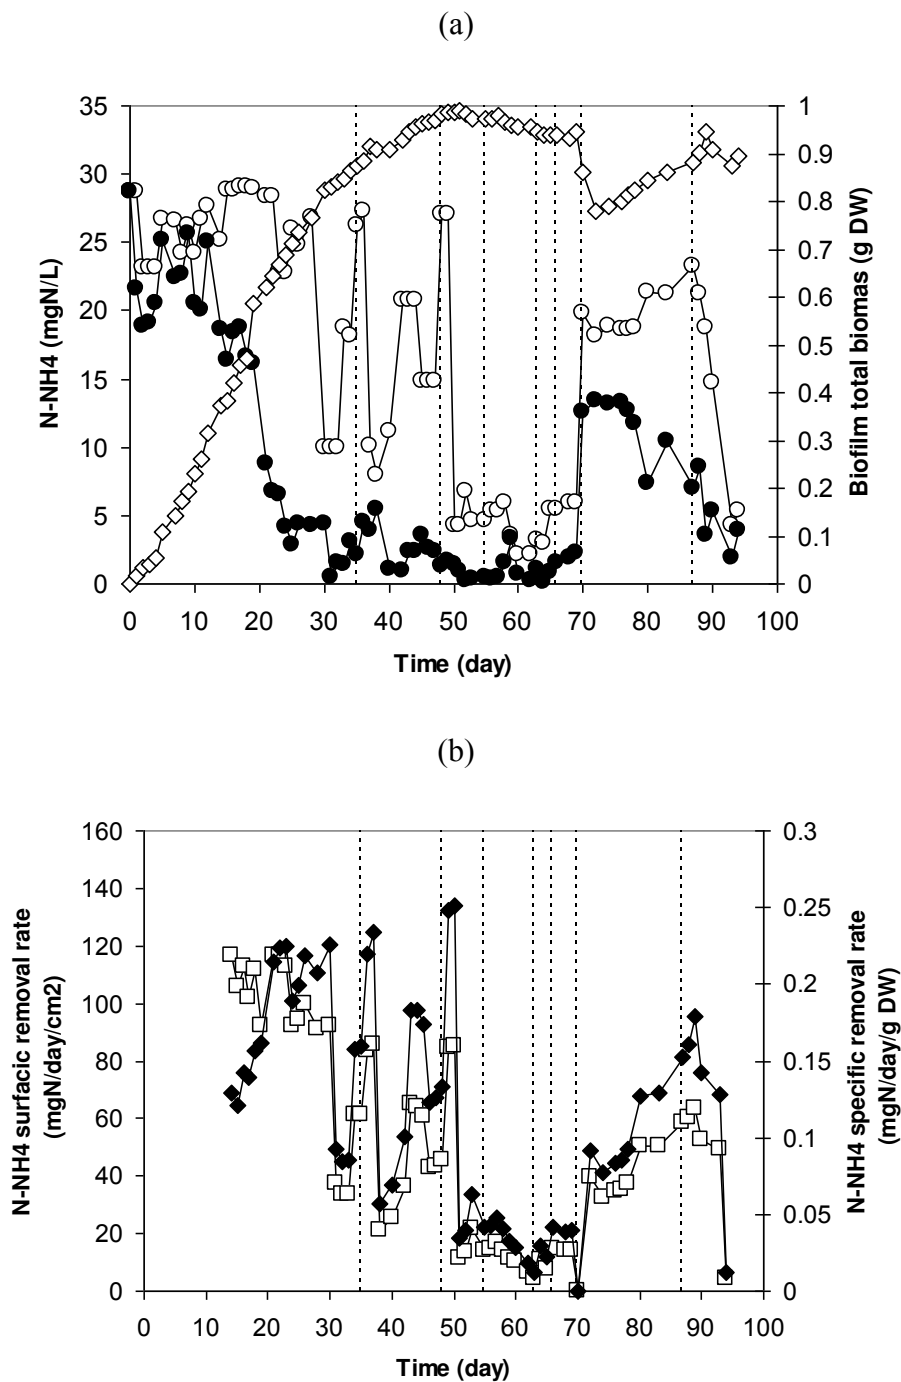 (a)
35
30
25
20
15
10
5
0
N-NH4 (mgN/L)
1
0.9
0.8
0.7
0.6
0.5
0.4
0.3
0.2
0.1
0
Biofilm total biomas (g DW)
0 10 20 30 40 50 60 70 80 90 100
Time (day)
(b)
160
140
120
100
80
60
40
20
0
N-NH4 surfacic removal rate
(mgN/day/cm2)
0.3
0.25
0.2
0.15
0.1
0.05
0
N-NH4 specific removal rate
(mgN/day/g DW)
0 10 20 30 40 50 60 70 80 90 100
Time (day)